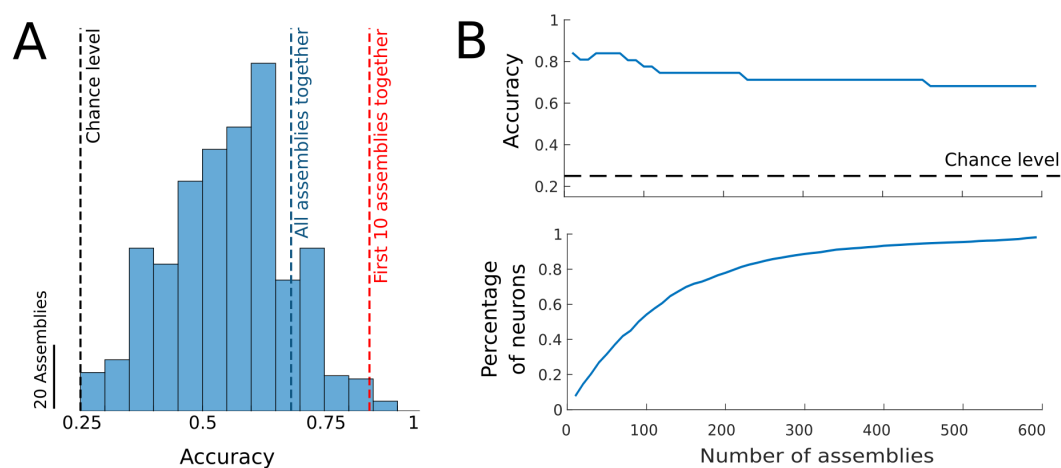 A
Chance level
All assemblies together
First 10 assemblies together
20 Assemblies
0.25
0.5
0.75
1
Accuracy
B
Accuracy
1
0.8
0.6
0.4
0.2
Chance level
Percentage
of neurons
1
0.8
0.6
0.4
0.2
0
0
100
200
300
400
500
600
Number of assemblies